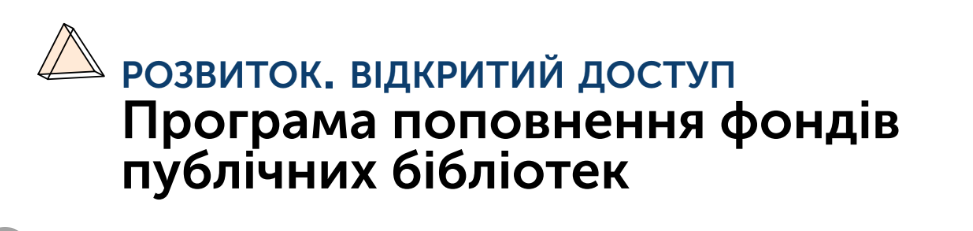 РОЗВИТОК. ВІДКРИТИЙ ДОСТУП
Програма поповнення фондів
публічних бібліотек